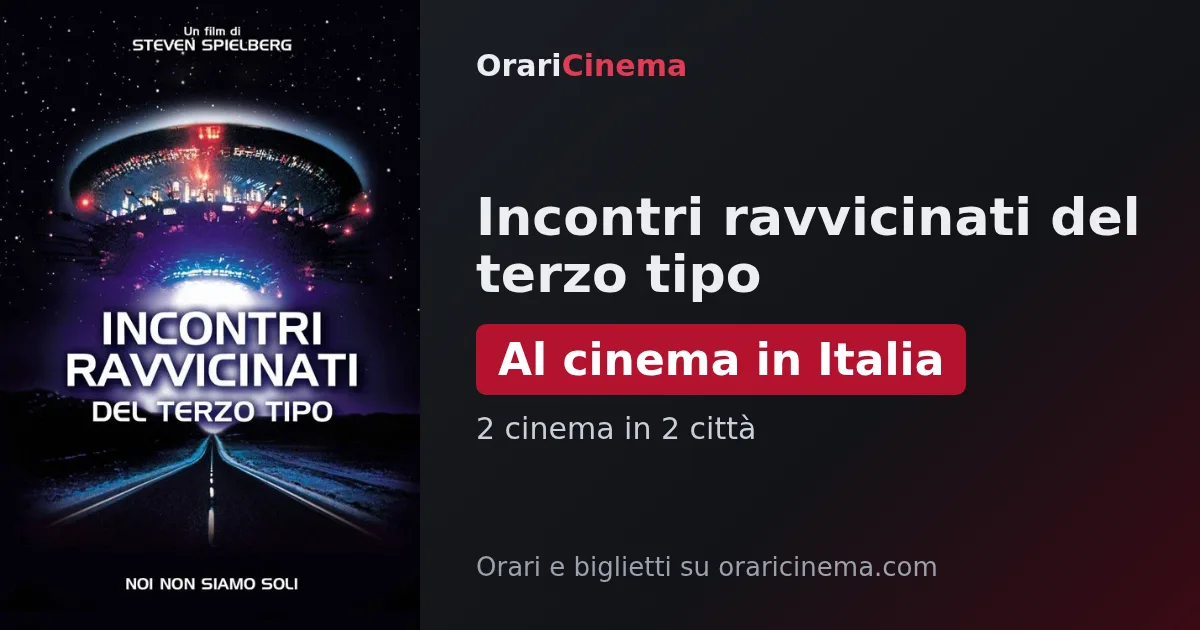 Un film di
STEVEN SPIELBERG
INCONTRI
RAVVICINATI
DEL TERZO TIPO
NOI NON SIAMO SOLI
OrariCinema
Incontri ravvicinati del
terzo tipo
Al cinema in Italia
2 cinema in 2 città
Orari e biglietti su oraricinema.com